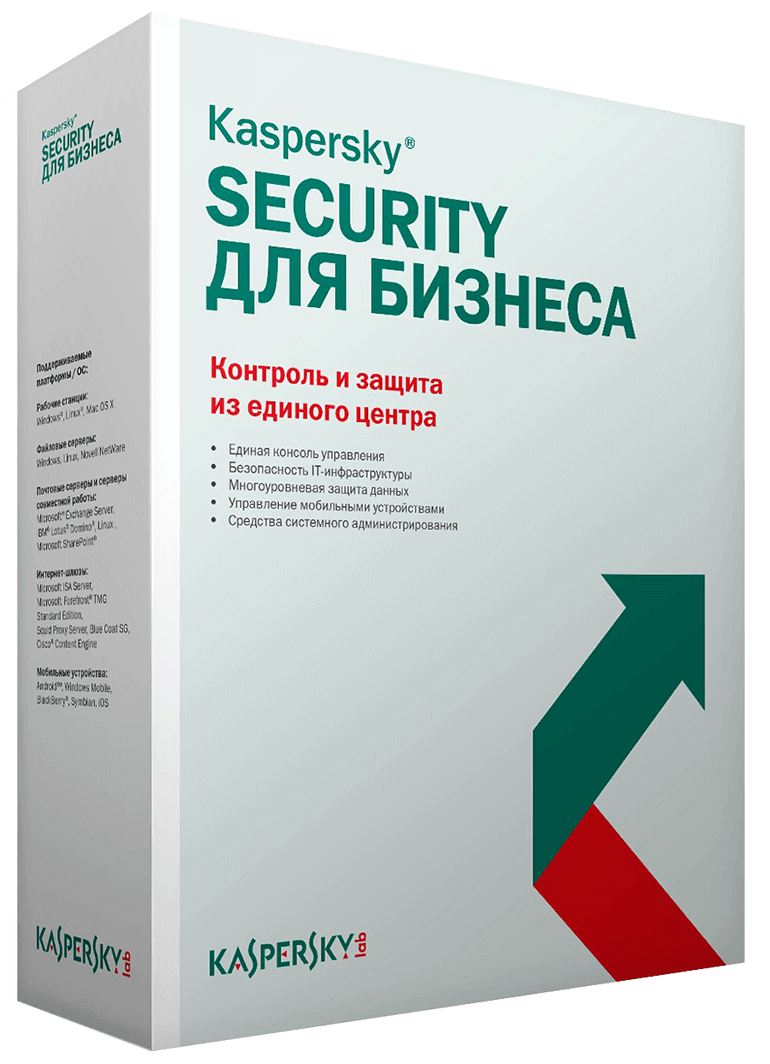 Kaspersky®
SECURITY
ДЛЯ БИЗНЕСА
Поддерживаемые
платформы / ОС:
Рабочие станции:
Windows®, Linux®, Mac OS X
Файловые серверы:
Windows, Linux, Novell NetWare
Почтовые серверы и серверы
совместной работы:
Microsoft® Exchange Server,
IBM® Lotus® Domino®, Linux,
Microsoft SharePoint®
Интернет-шлюзы:
Microsoft ISA Server,
Microsoft Forefront® TMG
Standard Edition,
Squid Proxy Server, Blue Coat SG,
Cisco® Content Engine
Мобильные устройства:
Android™, Windows Mobile,
BlackBerry®, Symbian, iOS
KASPERSKY lab
Kaspersky®
SECURITY
ДЛЯ БИЗНЕСА
Контроль и защита
из единого центра
• Единая консоль управления
• Безопасность IT-инфраструктуры
• Многоуровневая защита данных
• Управление мобильными устройствами
• Средства системного администрирования
KASPERSKY lab